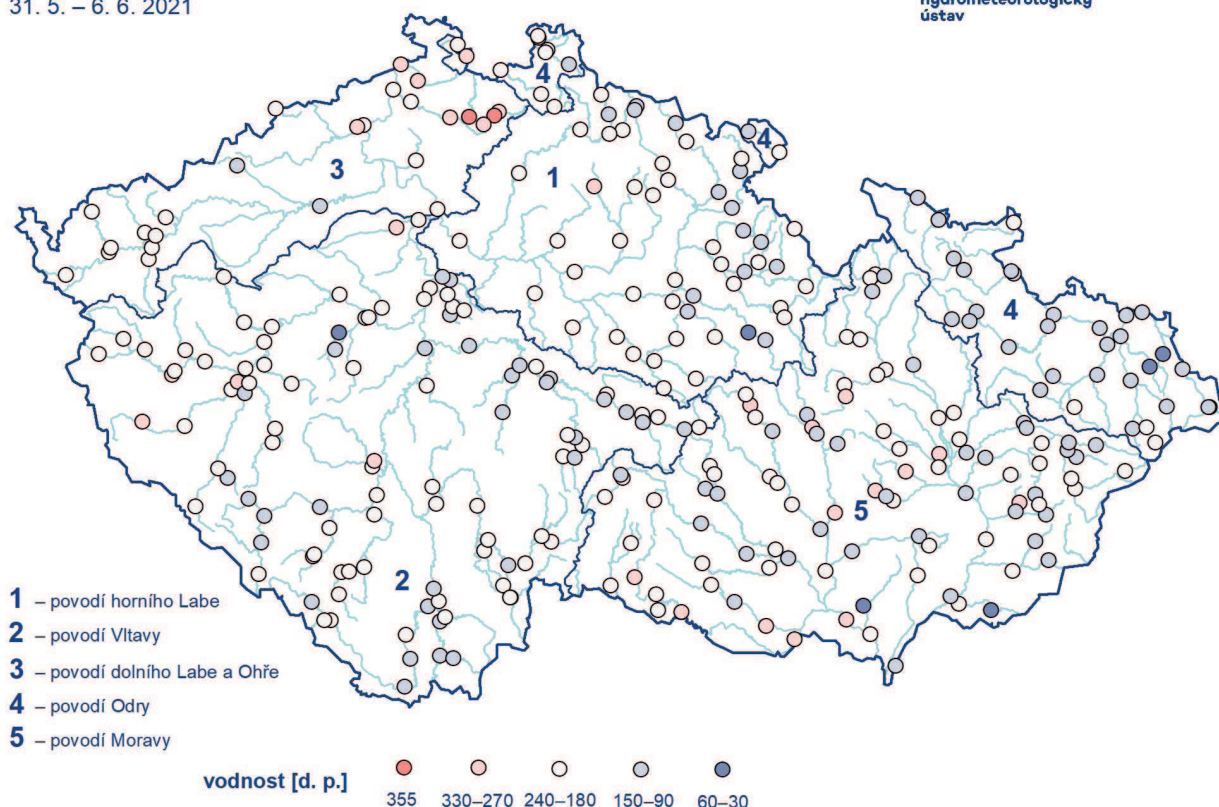 31. 5. – 6. 6. 2021
hydrometeorologický
ústav
4
4
1
3
4
5
2
1 – povodí horního Labe
2 – povodí Vltavy
3 – povodí dolního Labe a Ohře
4 – povodí Odry
5 – povodí Moravy
vodnost [d. p.]
355 330–270 240–180 150–90 60–30